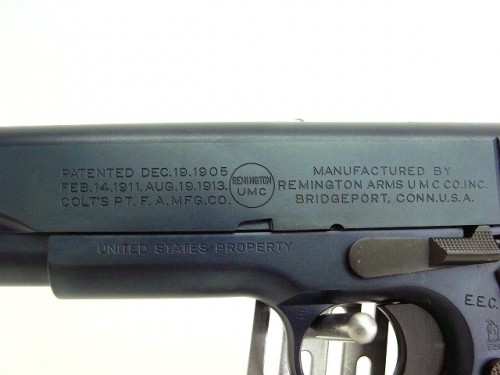 PATENTED DEC.19.1905
FEB.14.1911.AUG.19.1913.
COLT'S PT. F.A.MFG.CO.
REMINGTON
UMC
MANUFACTURED BY
REMINGTON ARMS U M C CO.INC.
BRIDGEPORT, CONN.U.S.A.
UNITED STATES PROPERTY
E.E.C.